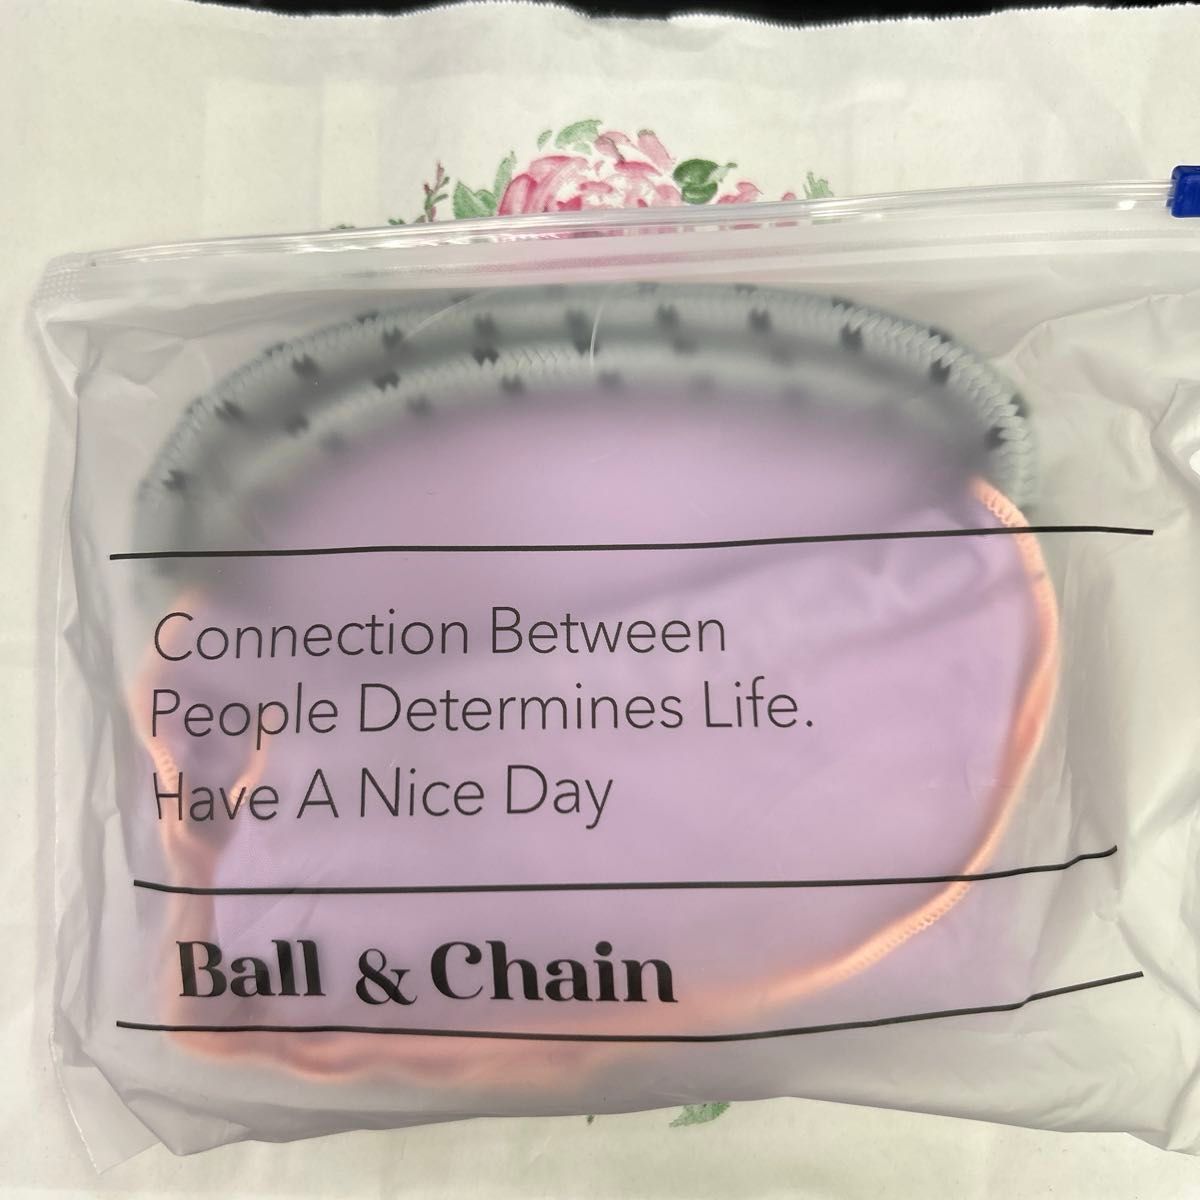 Connection Between
People Determines Life.
Have A Nice Day
Ball & Chain